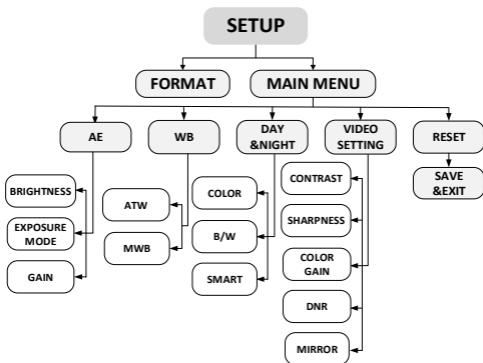 SETUP
FORMAT
MAIN MENU
AE
WB
DAY
&NIGHT
VIDEO
SETTING
RESET
BRIGHTNESS
EXPOSURE
MODE
GAIN
ATW
MWB
COLOR
B/W
SMART
CONTRAST
SHARPNESS
COLOR
GAIN
DNR
MIRROR
SAVE
&EXIT